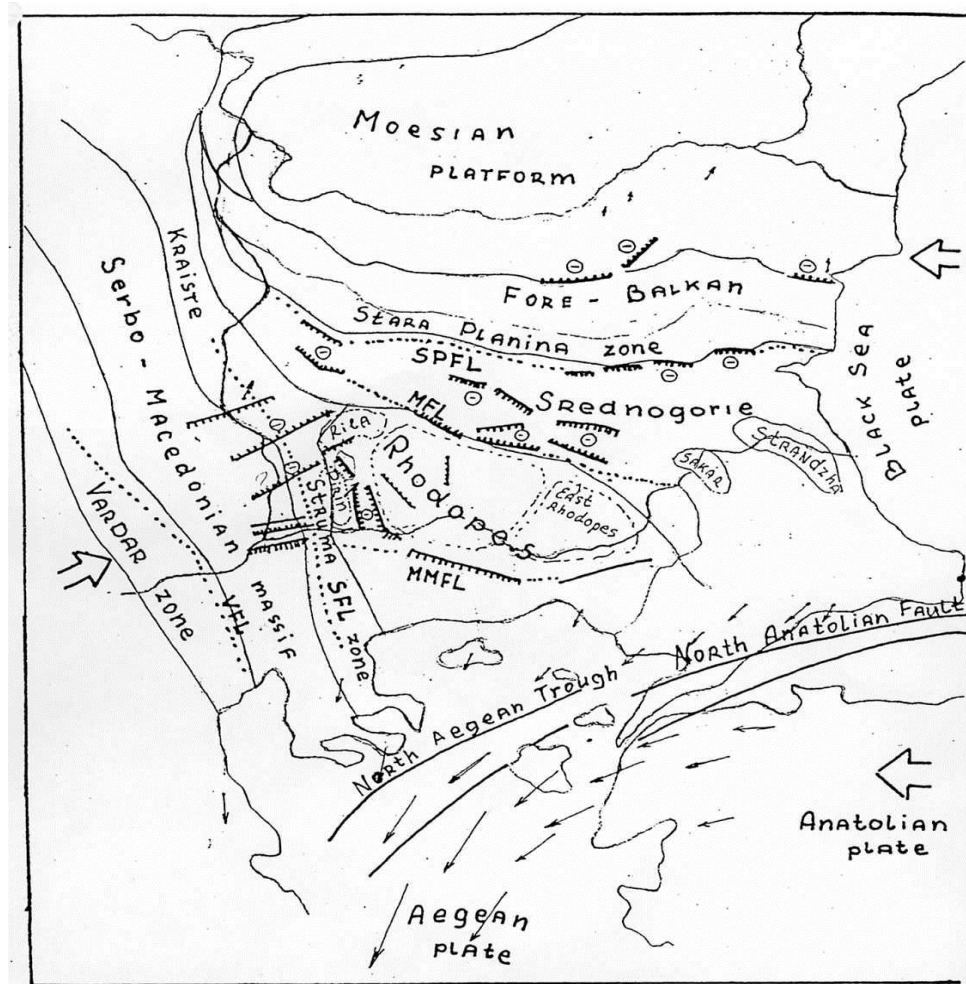 Moesian
PLATFORM
KRAISTE
FORE - BALKAN
STARA PLANINA ZONE
SPFL
SREDNOGORIE
MFL
BLACK SEA
PLATE
Serbo - Macedonian
massif
RILA
PIRIN
Rhodopes
East
Rhodopes
SAKAR
STRANDZHA
VARDAR
zone
VFL
STRUMA
zone
SFL
MMFL
NORTH ANATOLIAN FAULT
NORTH Aegean Trough
Anatolian
plate
Aegean
plate